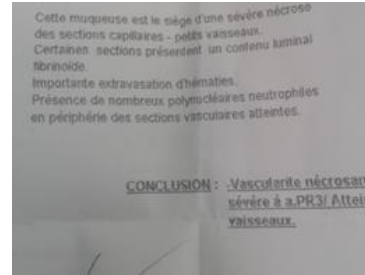 Cette muqueuse est le siège d'une sévère nécrose
des sections capillaires - petits vaisseaux.
Certaines sections présentent un contenu luminal
fibrinoïde.
Importante extravasation d'hématies.
Présence de nombreux polynucléaires neutrophiles
en périphérie des sections vasculaires atteintes.
CONCLUSION : -Vascularite nécrosan
sévère à a.PR3/ Attei
vaisseaux.